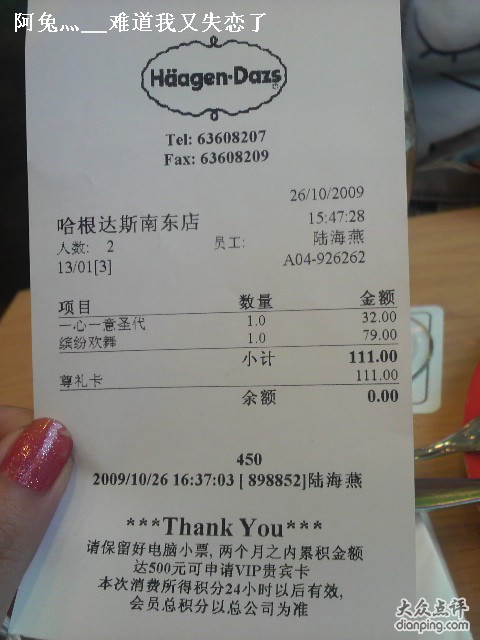 阿兔灬__难道我又失恋了
Häagen-Dazs
Tel: 63608207
Fax: 63608209
26/10/2009
哈根达斯南东店 15:47:28
人数: 2 员工: 陆海燕
13/01[3] A04-926262
项目 数量 金额
一心一意圣代 1.0 32.00
缤纷欢舞 1.0 79.00
小计 111.00
尊礼卡 111.00
余额 0.00
450
2009/10/26 16:37:03 [ 898852]陆海燕
***Thank You***
请保留好电脑小票, 两个月之内累积金额
达500元可申请VIP贵宾卡
本次消费所得积分24小时以后有效,
会员总积分以总公司为准
大众点评
dianping.com